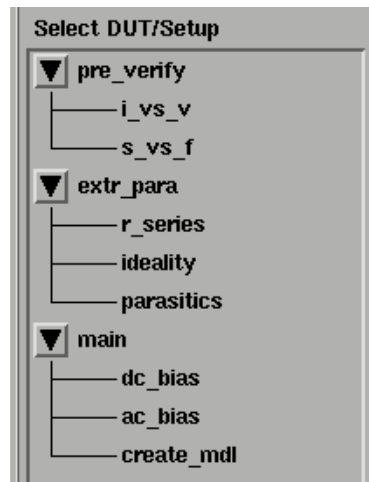 Select DUT/Setup
pre_verify
i_vs_v
s_vs_f
extr_para
r_series
ideality
parasitics
main
dc_bias
ac_bias
create_mdl